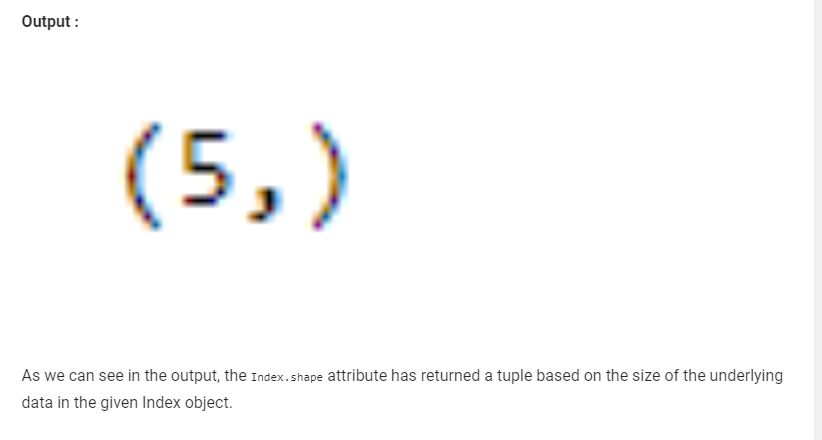 Output :
(5,)
As we can see in the output, the Index.shape attribute has returned a tuple based on the size of the underlying
data in the given Index object.